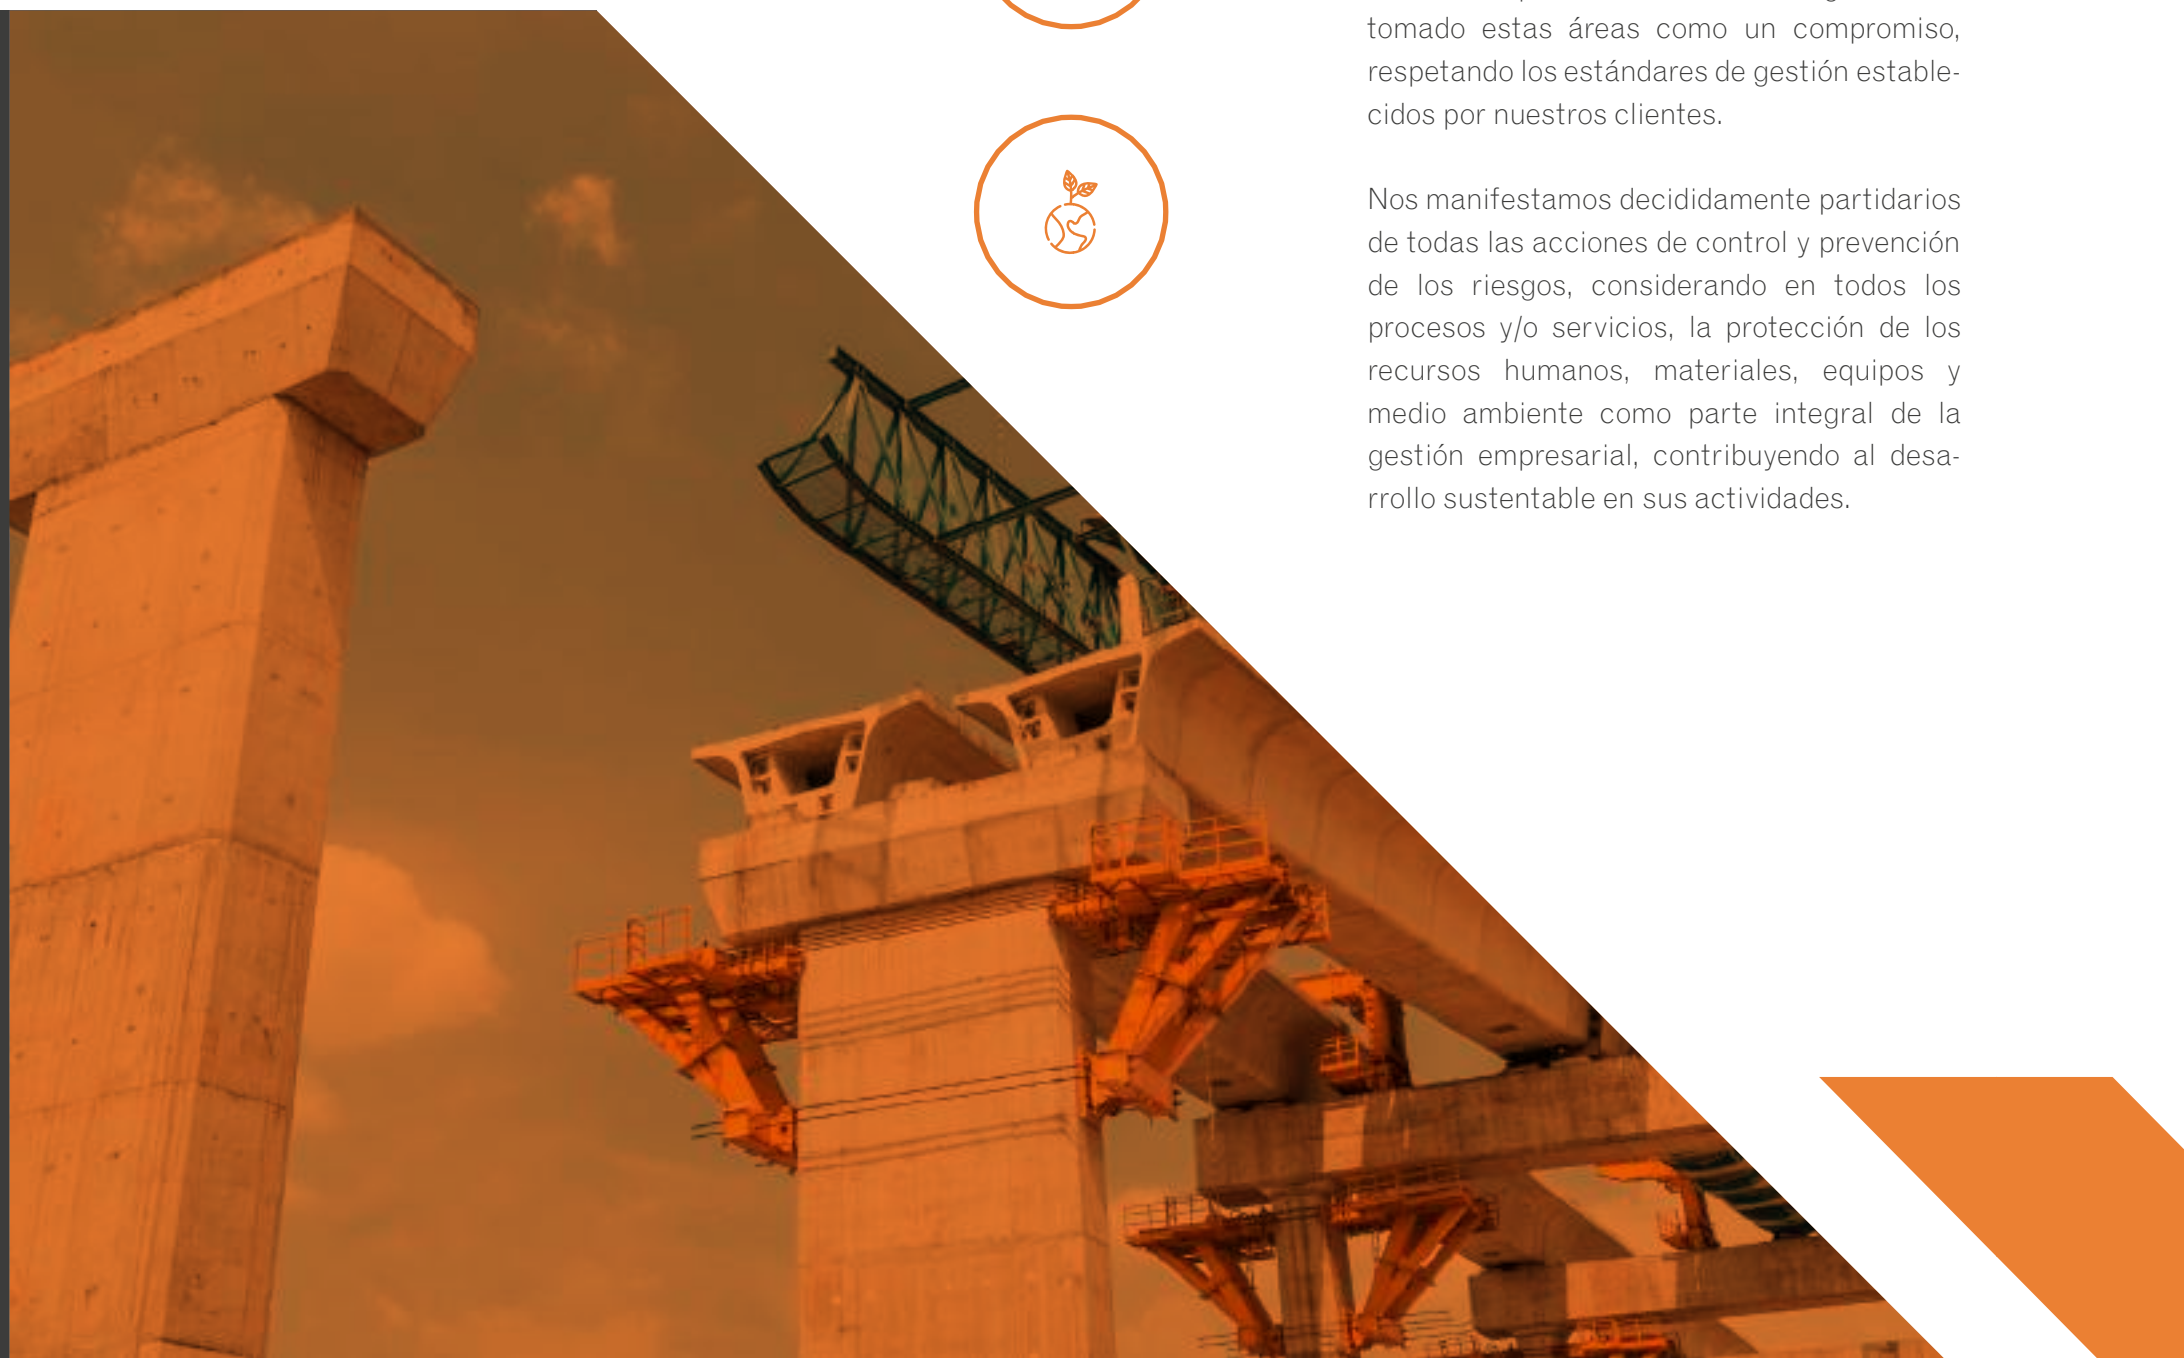 tomado estas áreas como un compromiso,
respetando los estándares de gestión estable-
cidos por nuestros clientes.
Nos manifestamos decididamente partidarios
de todas las acciones de control y prevención
de los riesgos, considerando en todos los
procesos y/o servicios, la protección de los
recursos humanos, materiales, equipos y
medio ambiente como parte integral de la
gestión empresarial, contribuyendo al desa-
rrollo sustentable en sus actividades.